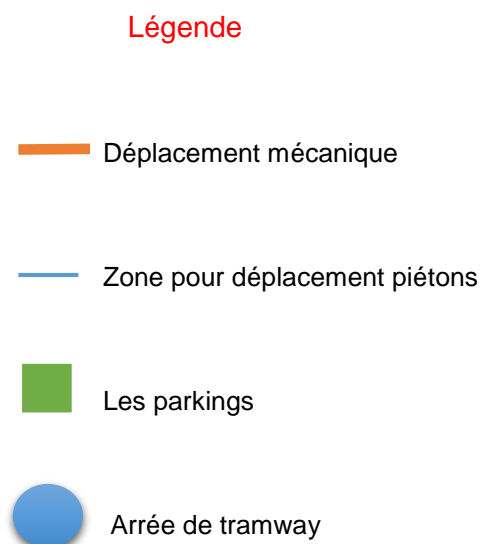 Légende
Déplacement mécanique
Zone pour déplacement piétons
Les parkings
Arrée de tramway